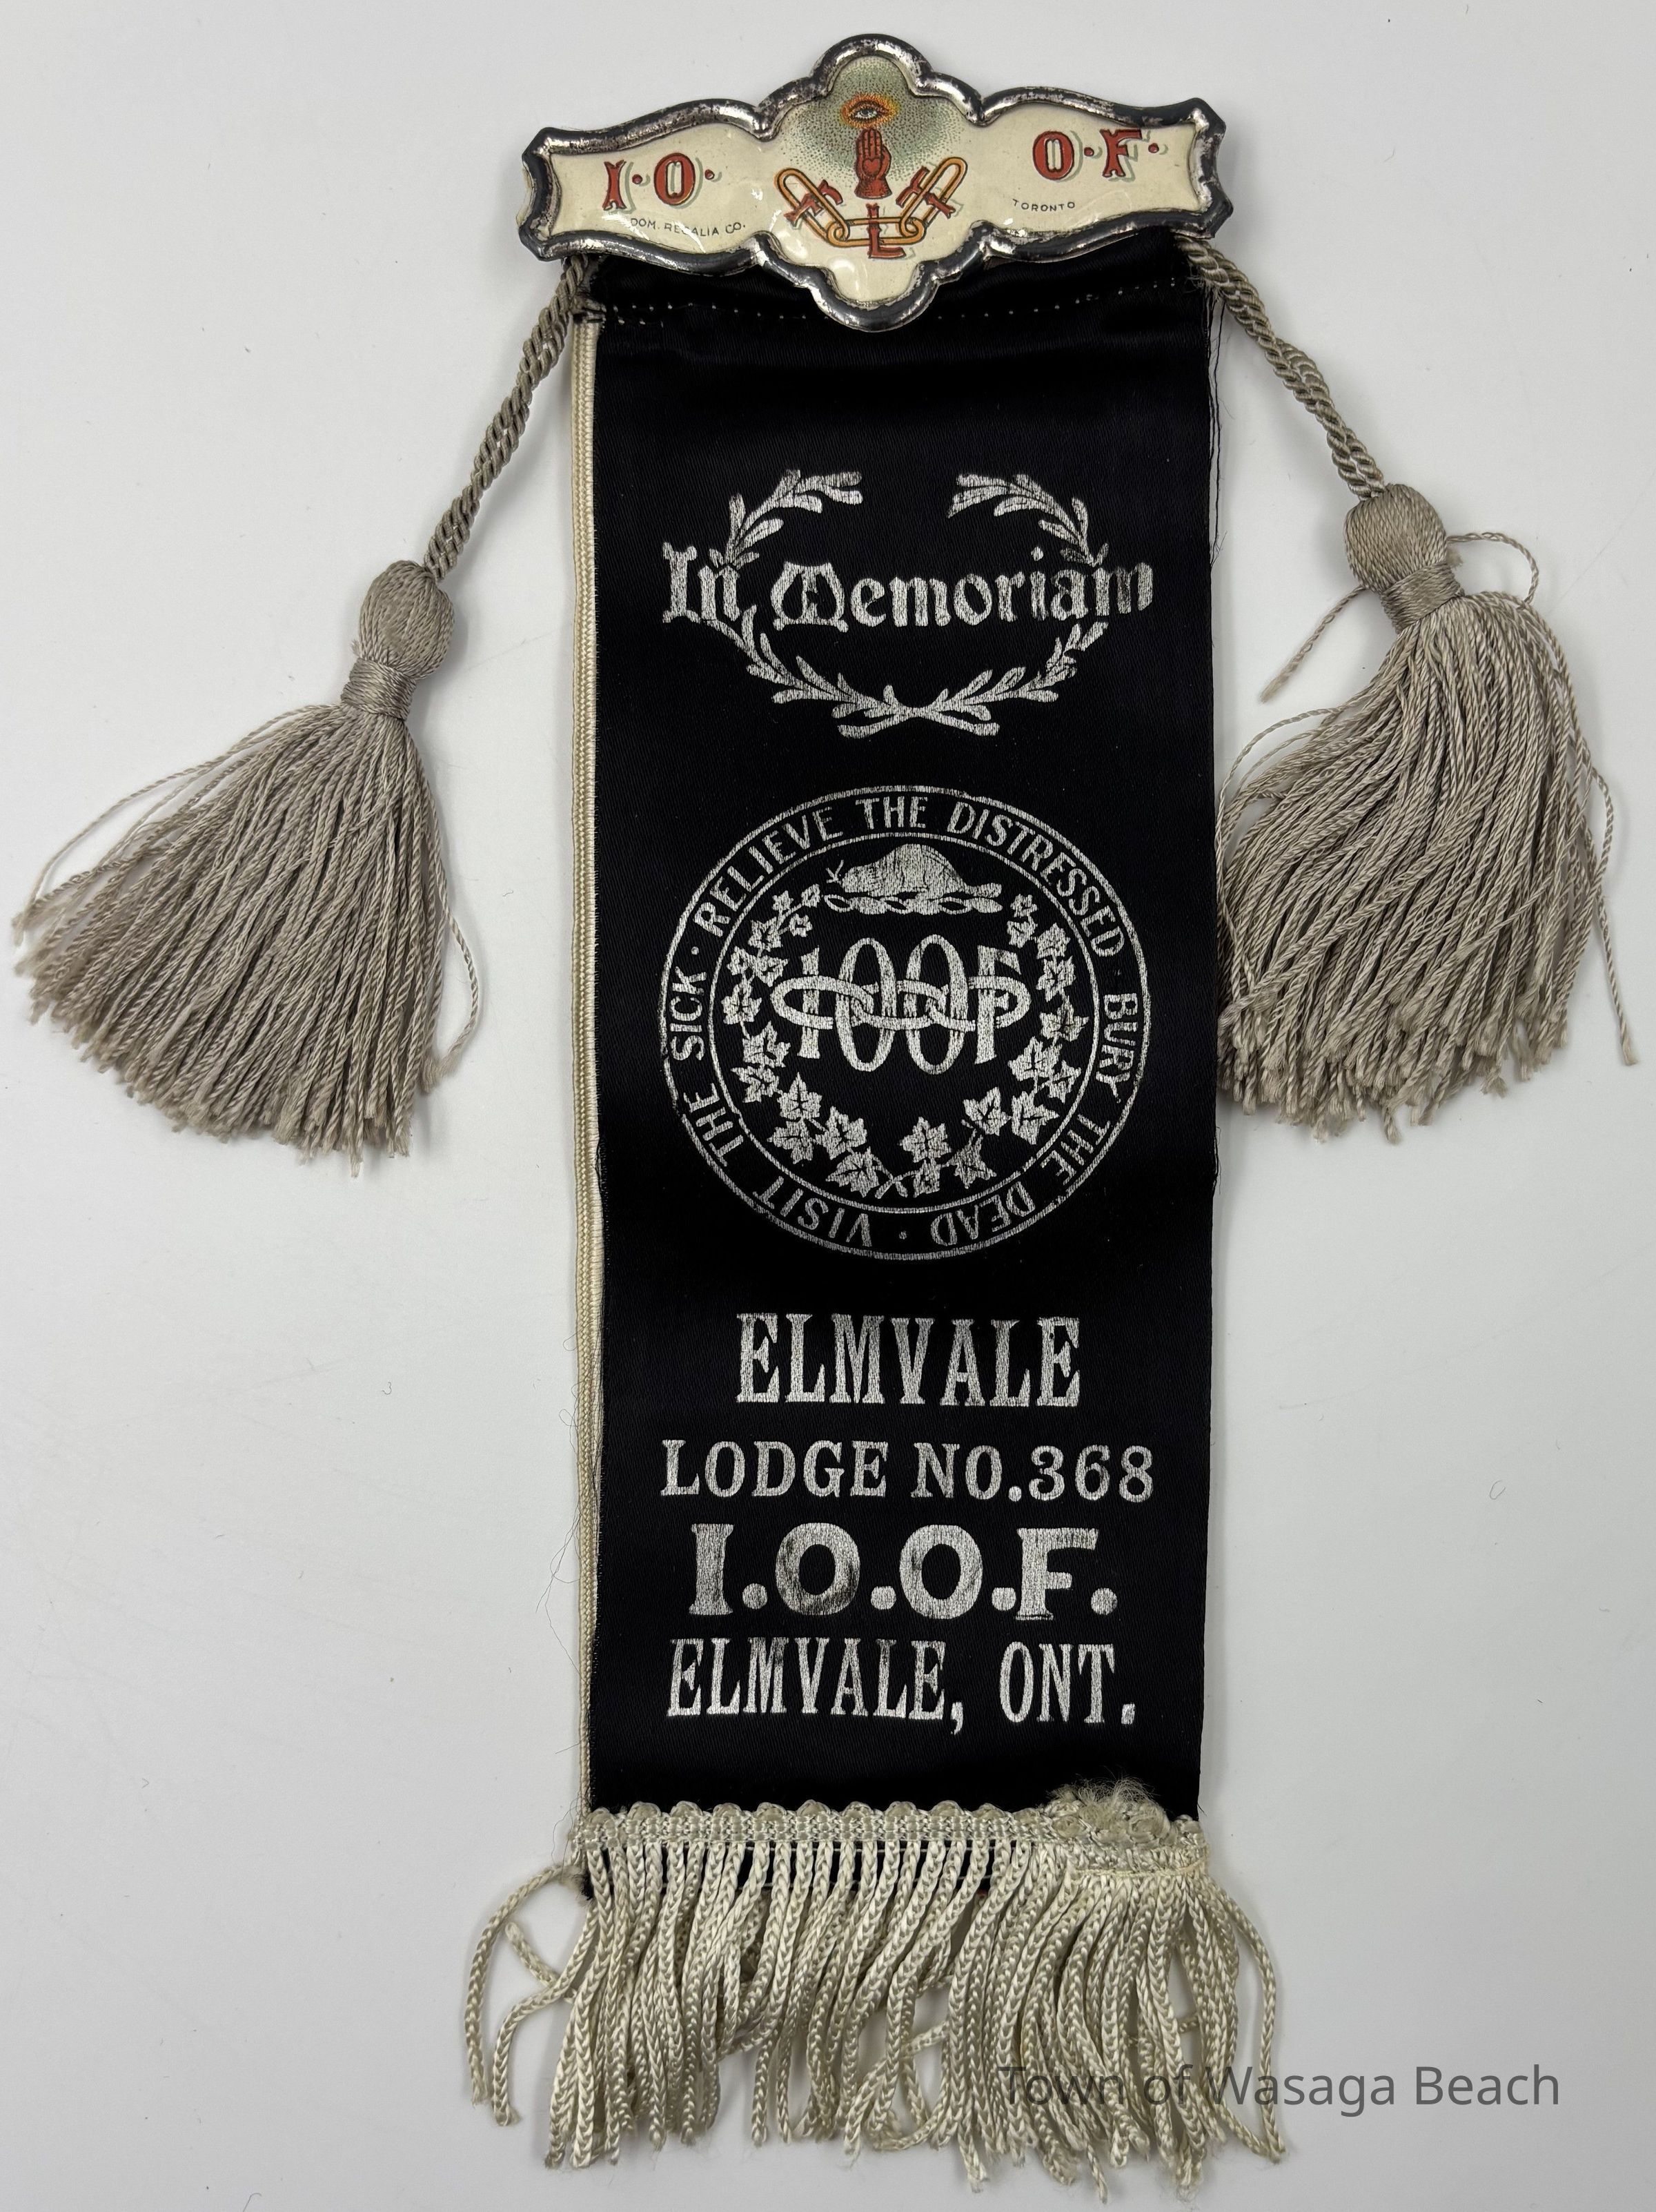 I·O· O·F·
DOM. REGALIA CO. TORONTO
F L T
In Memoriam
VISIT THE SICK · RELIEVE THE DISTRESSED · BURY THE DEAD ·
IOOF
ELMVALE
LODGE NO.368
I.O.O.F.
ELMVALE, ONT.
Town of Wasaga Beach